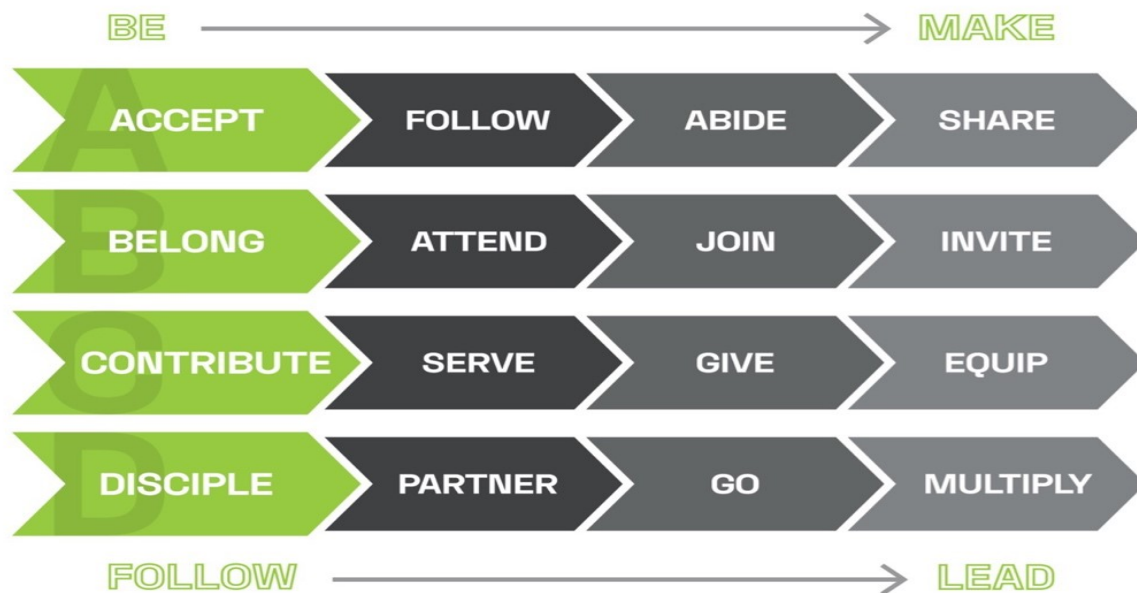 BE MAKE
A ACCEPT FOLLOW ABIDE SHARE
B BELONG ATTEND JOIN INVITE
C CONTRIBUTE SERVE GIVE EQUIP
D DISCIPLE PARTNER GO MULTIPLY
FOLLOW LEAD